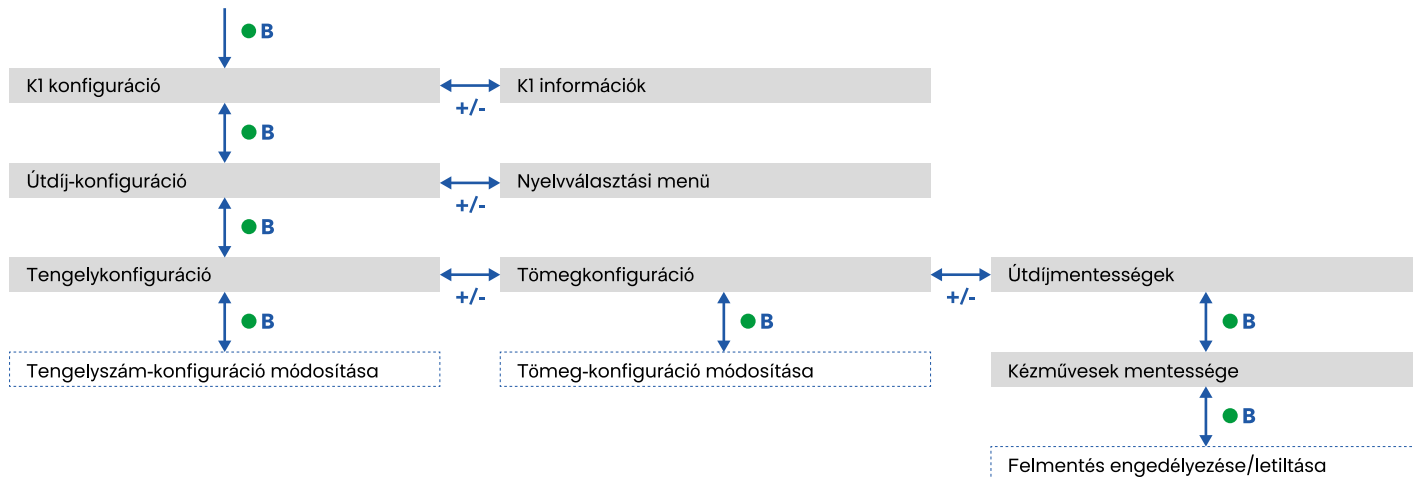 B
K1 konfiguráció
K1 információk
+/-
B
Útdíj-konfiguráció
Nyelvválasztási menü
+/-
B
Tengelykonfiguráció
Tömegkonfiguráció
Útdíjmentességek
+/-
+/-
B
B
B
Tengelyszám-konfiguráció módosítása
Tömeg-konfiguráció módosítása
Kézművesek mentessége
B
Felmentés engedélyezése/letiltása